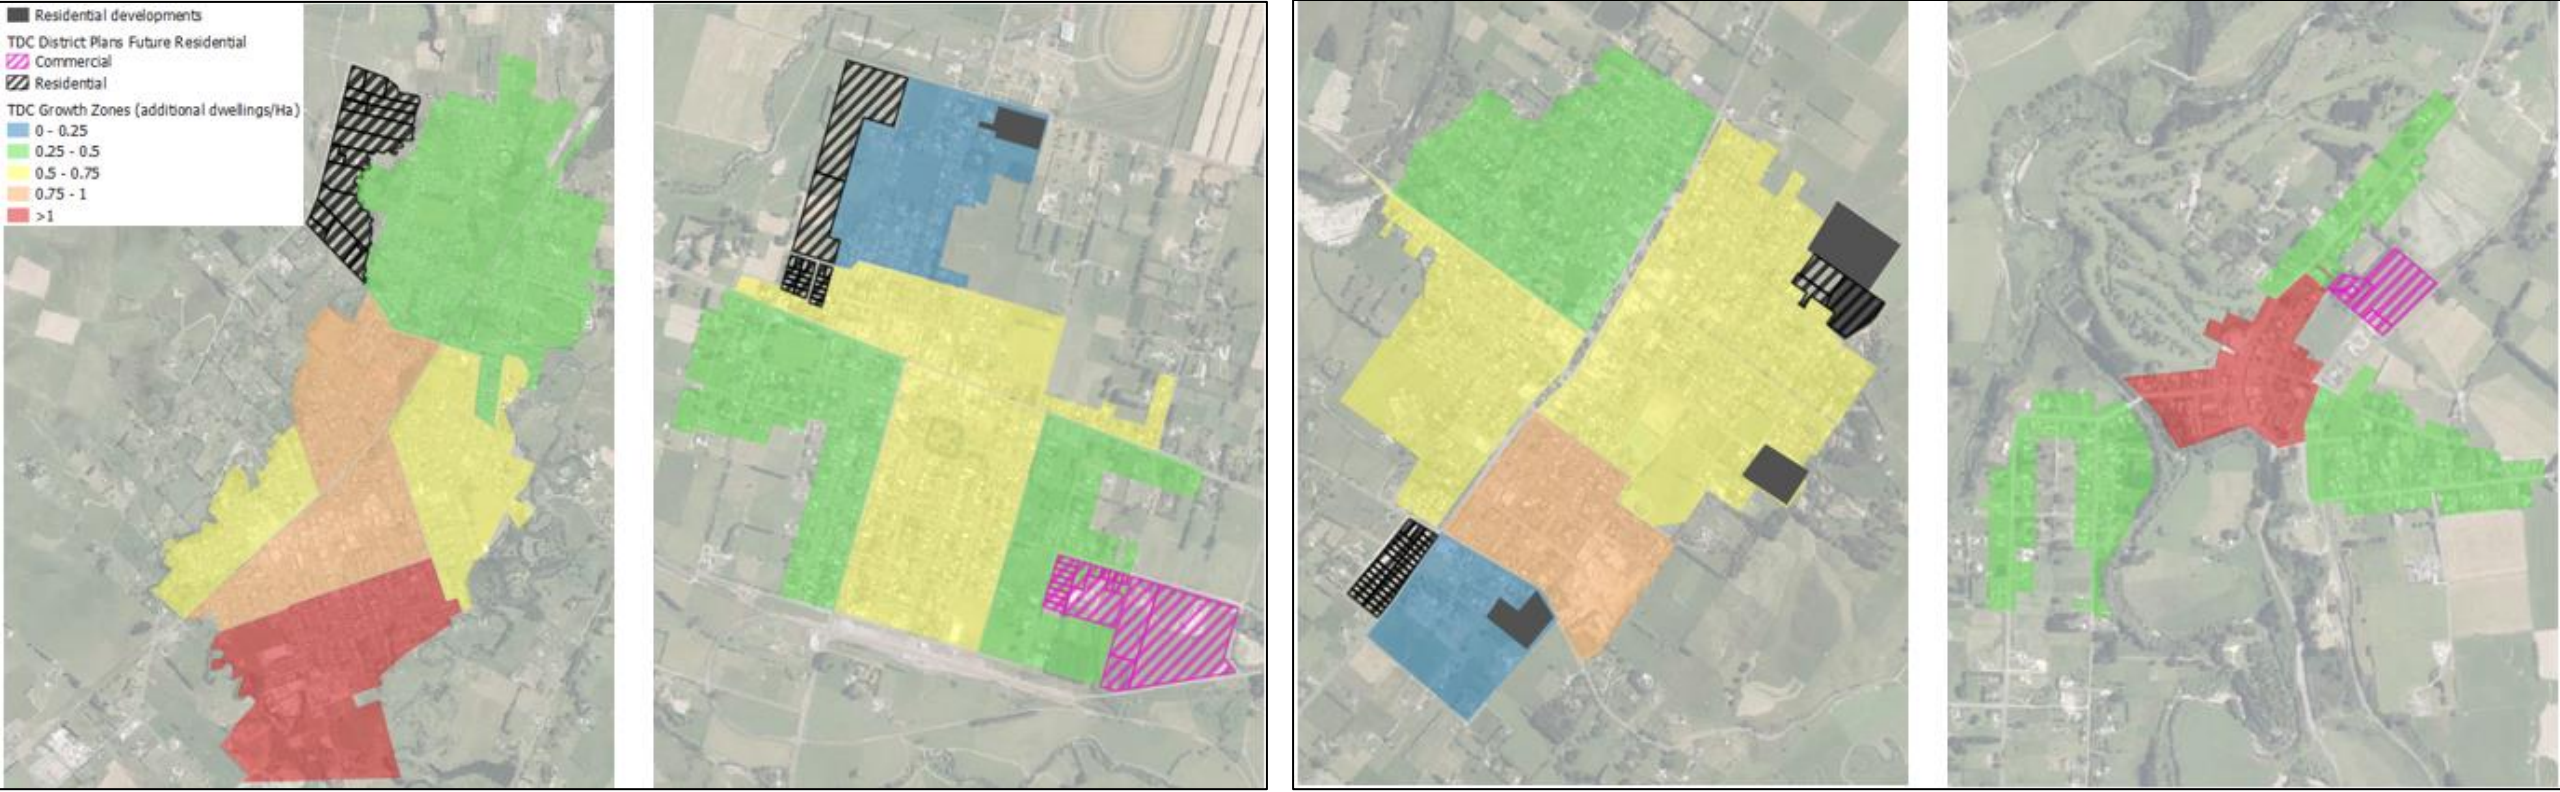 Residential developments
TDC District Plans Future Residential
Commercial
Residential
TDC Growth Zones (additional dwellings/Ha)
0 - 0.25
0.25 - 0.5
0.5 - 0.75
0.75 - 1
>1